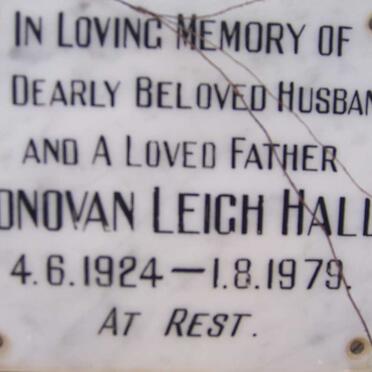 IN LOVING MEMORY OF
DEARLY BELOVED HUSBAN
AND A LOVED FATHER
ONOVAN LEIGH HALL
4.6.1924 — 1.8.1979.
AT REST.